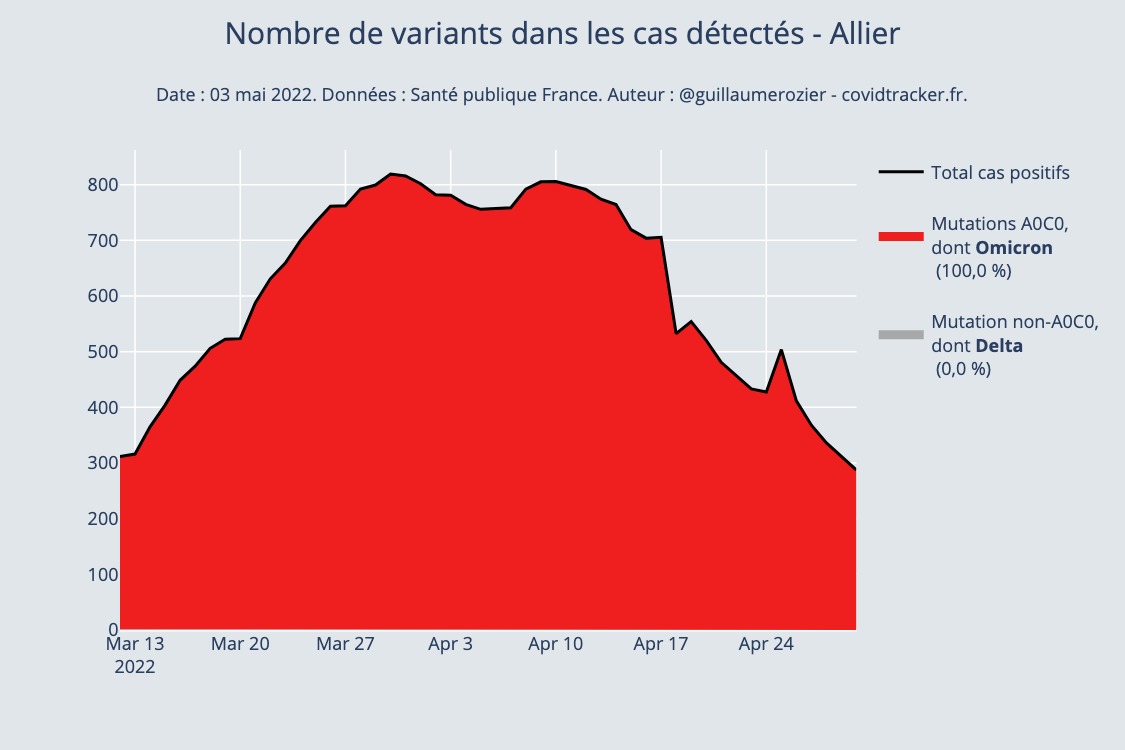 Nombre de variants dans les cas détectés - Allier
Date : 03 mai 2022. Données : Santé publique France. Auteur : @guillaumerozier - covidtracker.fr.
800
700
600
500
400
300
200
100
0
Mar 13
2022
Mar 20
Mar 27
Apr 3
Apr 10
Apr 17
Apr 24
Total cas positifs
Mutations A0C0,
dont Omicron
(100,0 %)
Mutation non-A0C0,
dont Delta
(0,0 %)